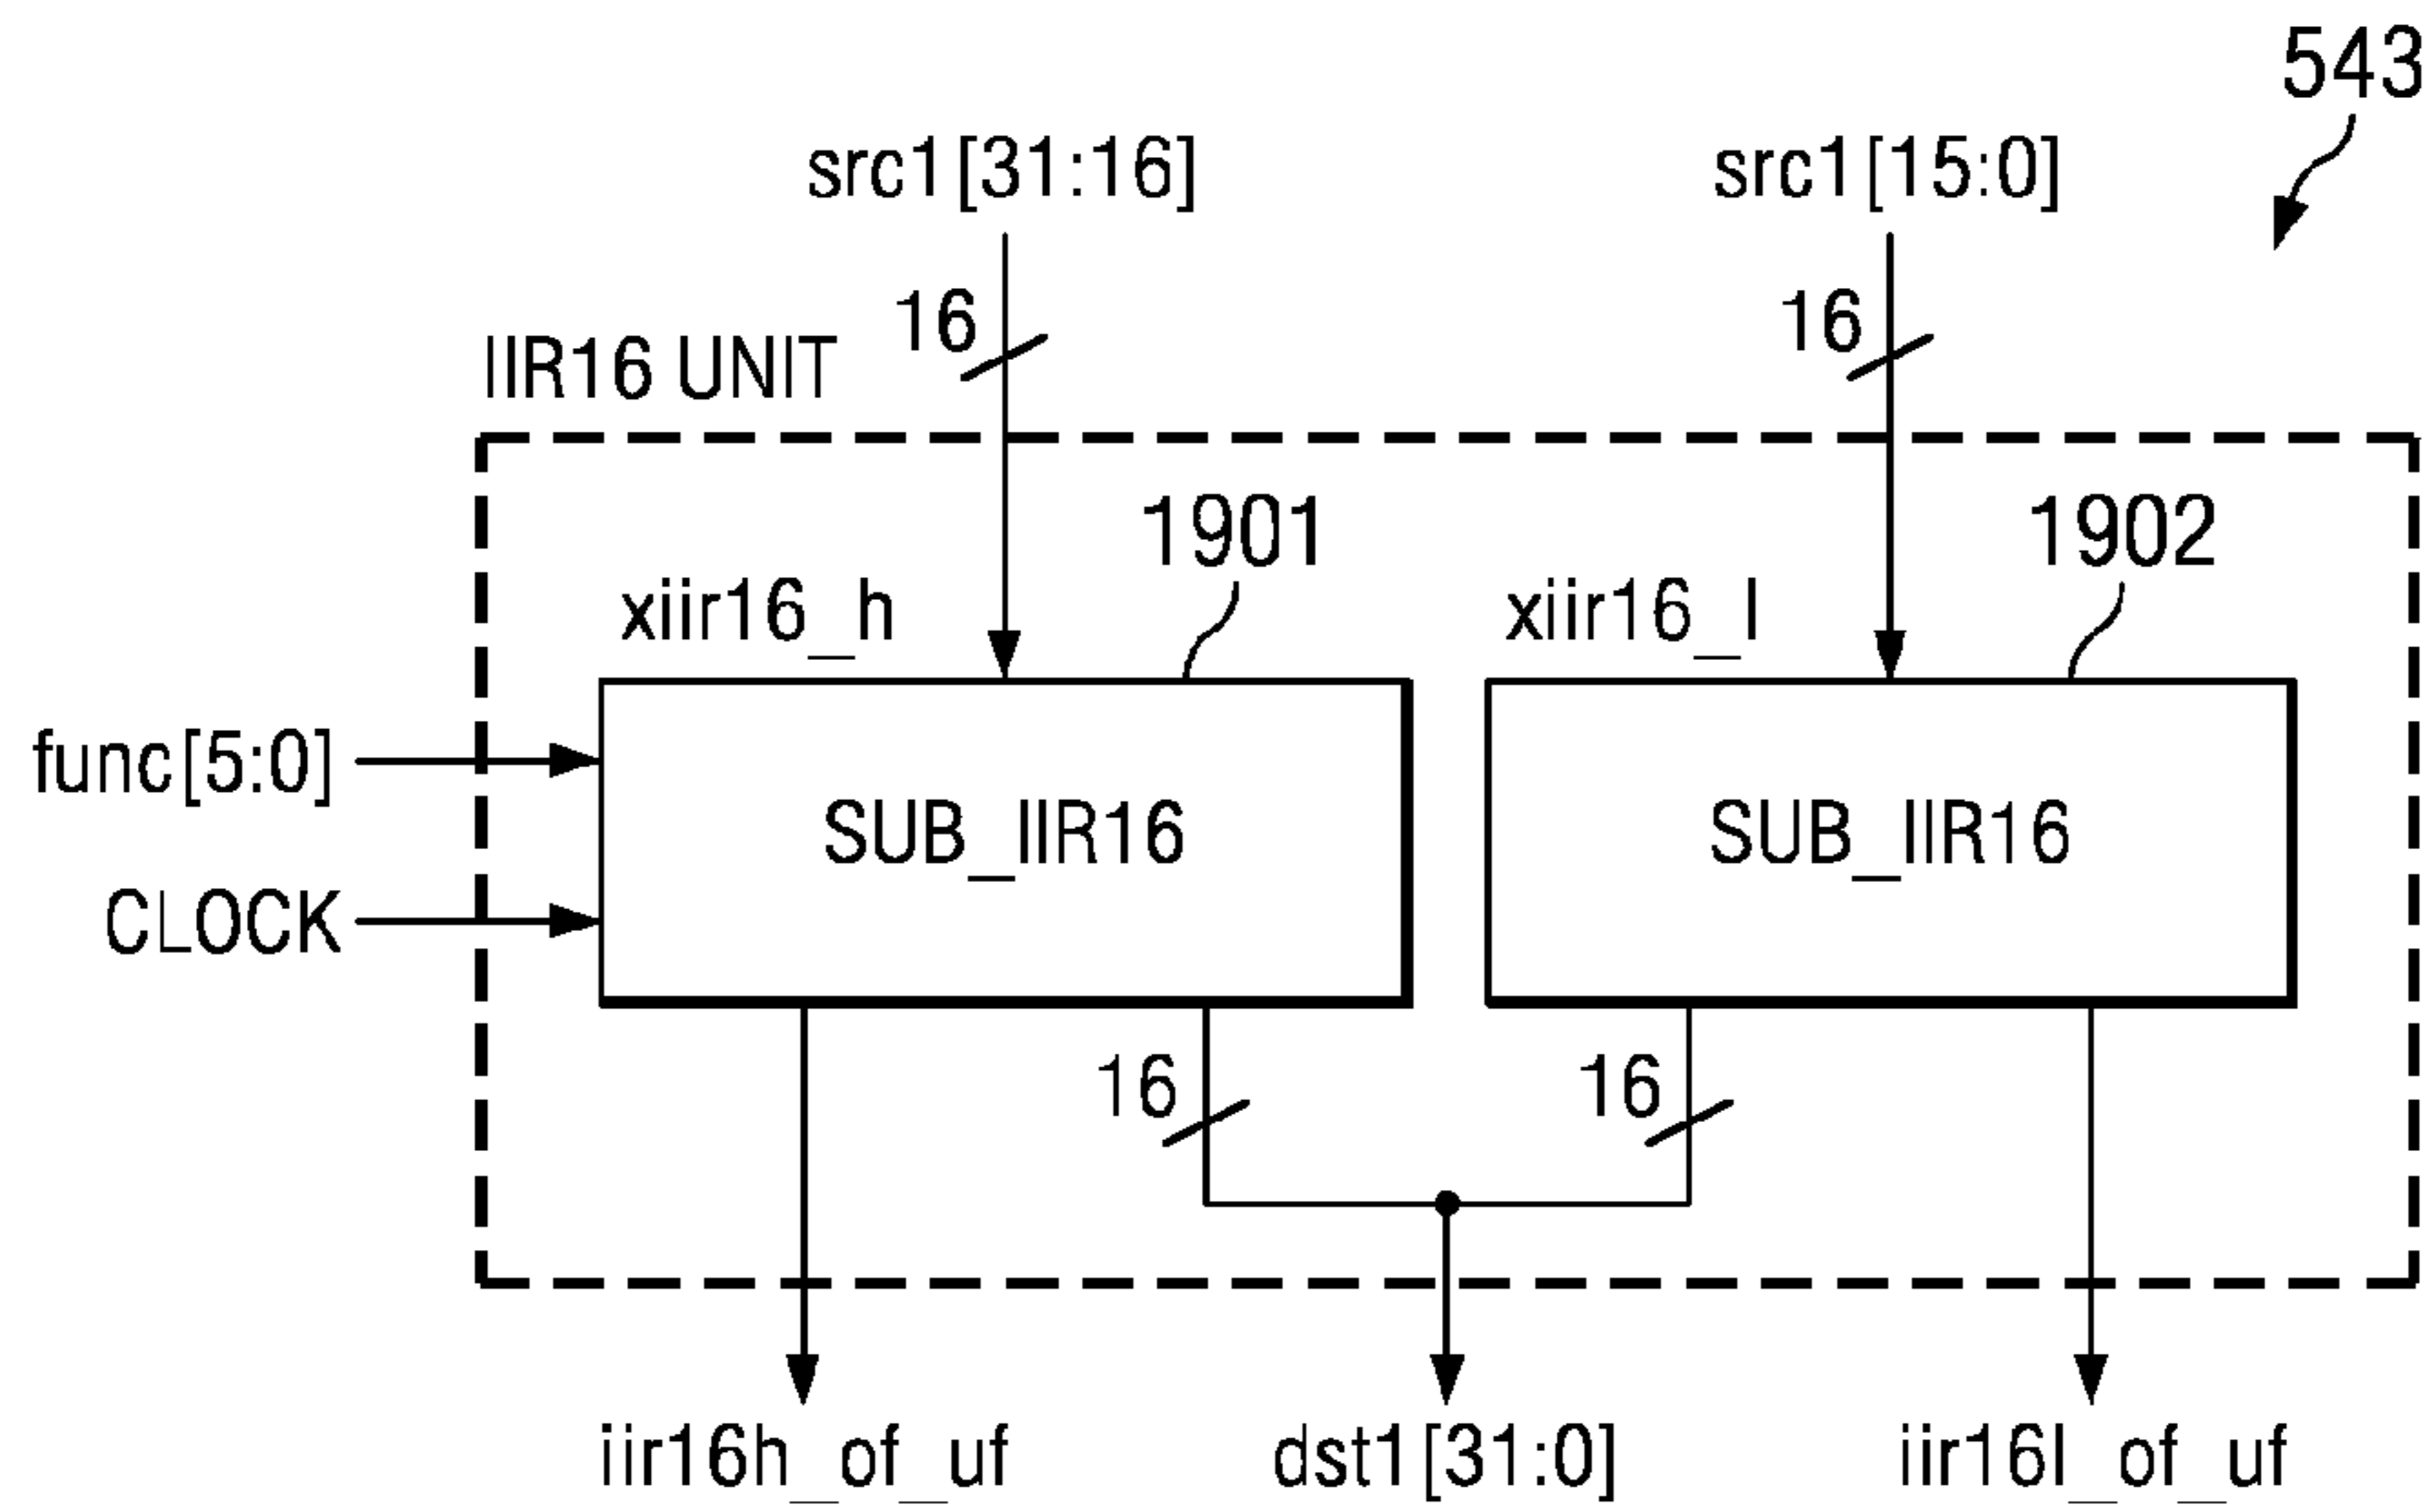 543
src1[31:16] src1[15:0]
16 16
IIR16 UNIT
1901 1902
xiir16_h xiir16_l
func[5:0]
SUB_IIR16 SUB_IIR16
CLOCK
16 16
iir16h_of_uf dst1[31:0] iir16l_of_uf